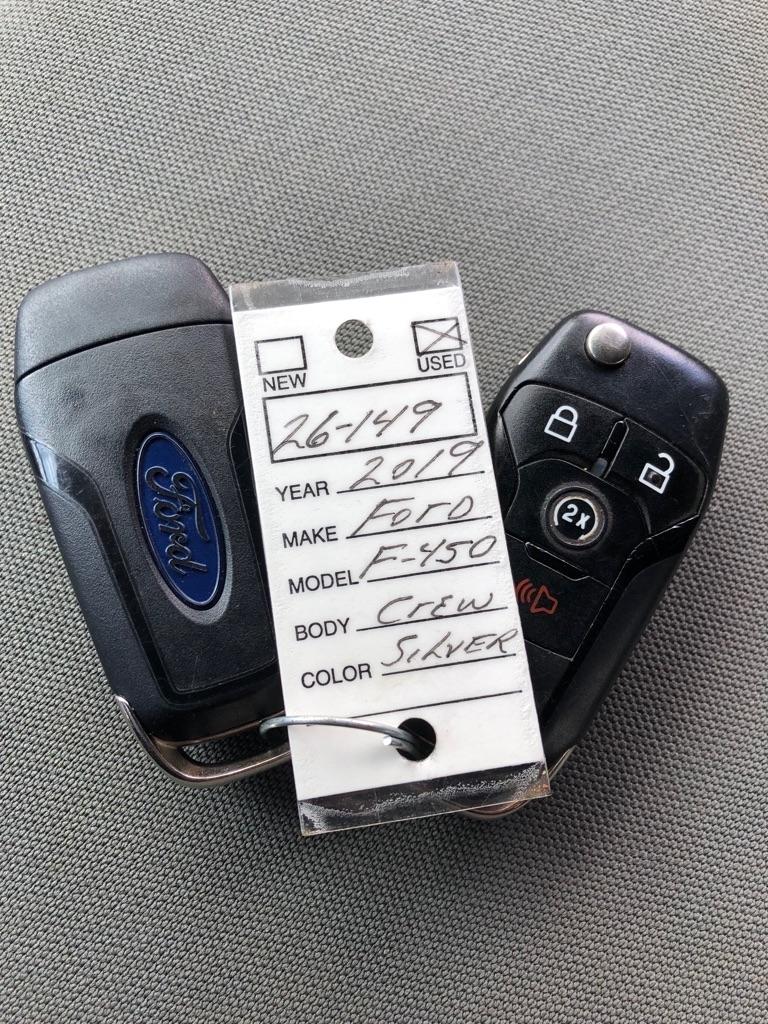 NEW
USED
26-149
YEAR 2019
MAKE FORD
MODEL F-450
BODY CREW
COLOR SILVER
Ford
2x